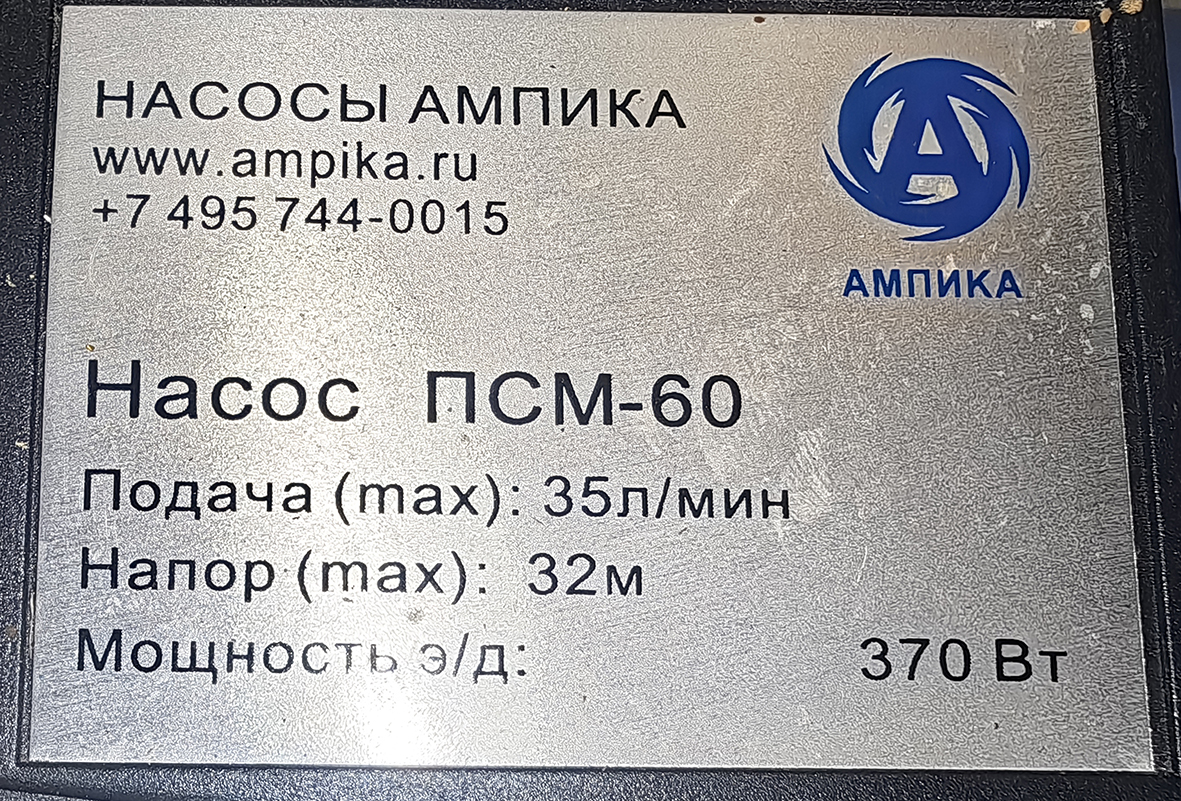 НАСОСЫ АМПИКА
www.ampika.ru
+7 495 744-0015
А
АМПИКА
Насос ПСМ-60
Подача (max): 35л/мин
Напор (max): 32м
Мощность э/д: 370 Вт